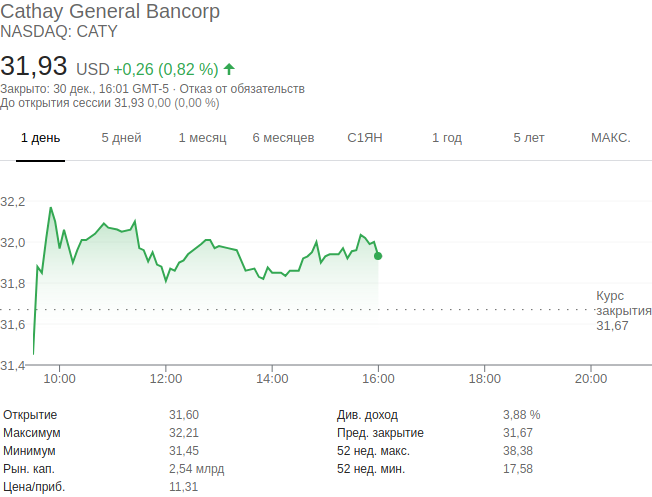 Cathay General Bancorp
NASDAQ: CATY
31,93 USD +0,26 (0,82 %)
Закрыто: 30 дек., 16:01 GMT-5 · Отказ от обязательств
До открытия сессии 31,93 0,00 (0,00 %)
1 день 5 дней 1 месяц 6 месяцев С1ЯН 1 год 5 лет МАКС.
32,2
32,0
31,8
Курс
закрытия
31,67
31,6
31,4
10:00 12:00 14:00 16:00 18:00 20:00
Открытие 31,60 Див. доход 3,88 %
Максимум 32,21 Пред. закрытие 31,67
Минимум 31,45 52 нед. макс. 38,38
Рын. кап. 2,54 млрд 52 нед. мин. 17,58
Цена/приб. 11,31